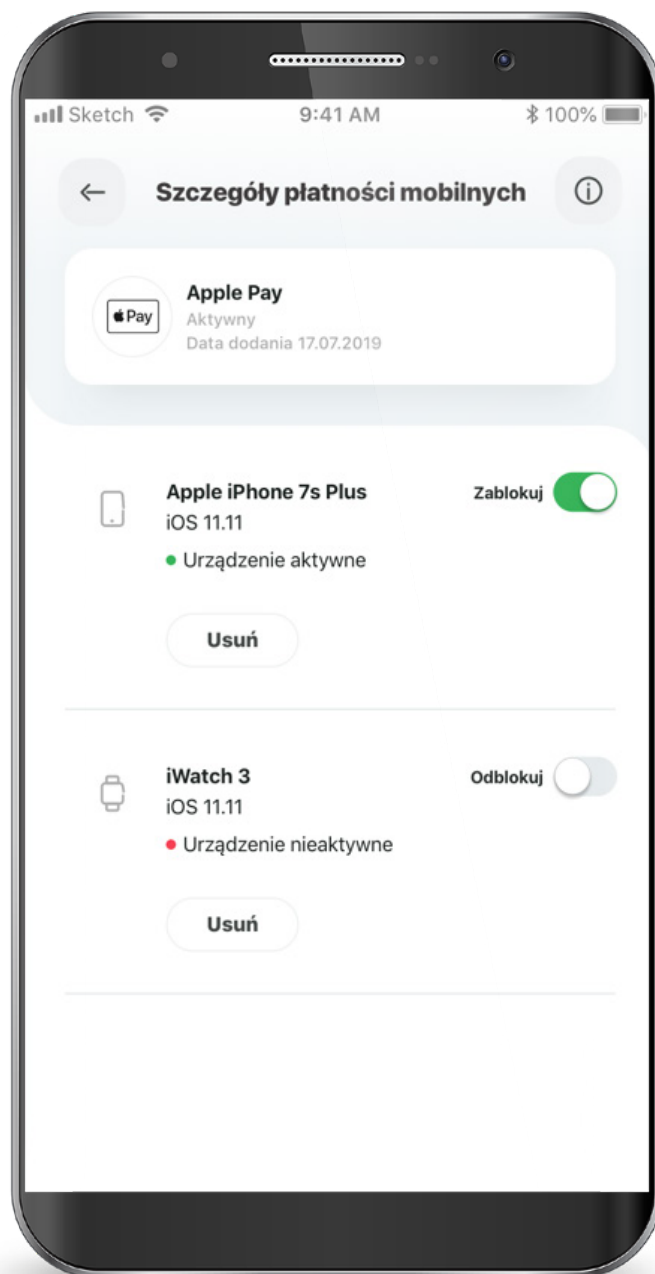 Sketch 9:41 AM 100%
Szczegóły płatności mobilnych
Pay
Apple Pay
Aktywny
Data dodania 17.07.2019
Apple iPhone 7s Plus
Zablokuj
iOS 11.11
Urządzenie aktywne
Usuń
iWatch 3
Odblokuj
iOS 11.11
Urządzenie nieaktywne
Usuń